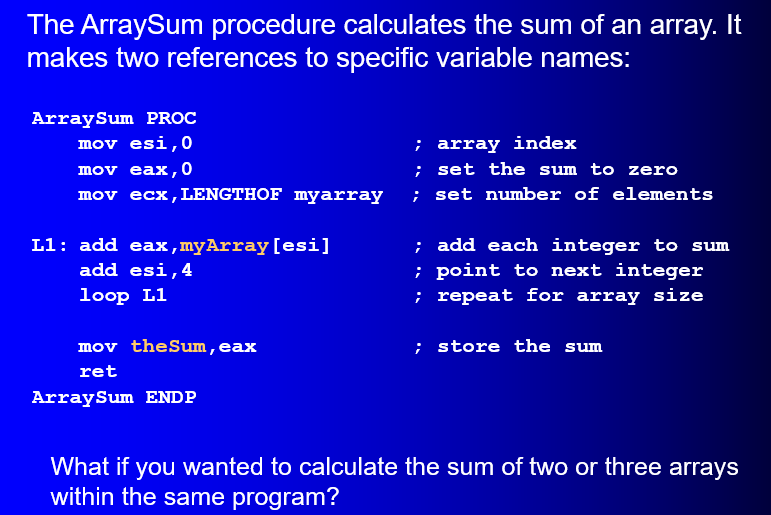 The ArraySum procedure calculates the sum of an array. It
makes two references to specific variable names:
ArraySum PROC
mov esi,0 ; array index
mov eax,0 ; set the sum to zero
mov ecx,LENGTHOF myarray ; set number of elements
L1: add eax,myArray[esi] ; add each integer to sum
add esi,4 ; point to next integer
loop L1 ; repeat for array size
mov theSum,eax ; store the sum
ret
ArraySum ENDP
What if you wanted to calculate the sum of two or three arrays
within the same program?